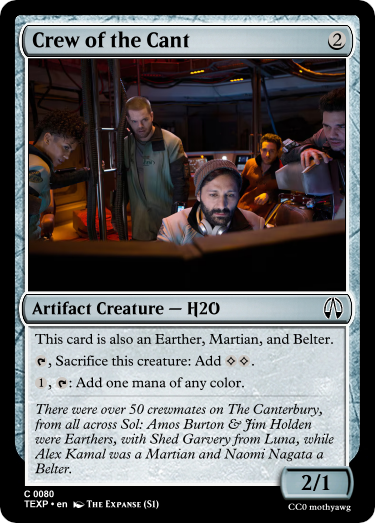 Crew of the Cant 2
Artifact Creature — H2O
This card is also an Earther, Martian, and Belter.
, Sacrifice this creature: Add .
1, : Add one mana of any color.
There were over 50 crewmates on The Canterbury,
from all across Sol: Amos Burton & Jim Holden
were Earthers, with Shed Garvery from Luna, while
Alex Kamal was a Martian and Naomi Nagata a
Belter.
2/1
C 0080
TEXP • en The Expanse (S1)
CC0 mothyawg